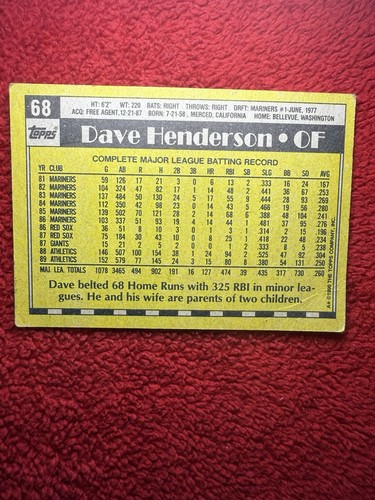 68
HT: 6'2" WT: 220 BATS: RIGHT THROWS: RIGHT DRFT: MARINERS #1-JUNE, 1977
ACQ: FREE AGENT, 12-21-87 BORN: 7-21-58, MERCED, CALIFORNIA HOME: BELLEVUE, WASHINGTON
Topps
Dave Henderson • OF
COMPLETE MAJOR LEAGUE BATTING RECORD
YR CLUB G AB R H 2B 3B HR RBI SB SLG BB SO AVG
81 MARINERS 59 126 17 21 3 0 6 13 2 .333 16 24 .167
82 MARINERS 104 324 47 82 17 1 14 48 2 .441 36 67 .253
83 MARINERS 137 484 50 130 24 5 17 55 9 .444 28 93 .269
84 MARINERS 112 350 42 98 23 0 14 43 5 .466 19 56 .280
85 MARINERS 139 502 70 121 28 2 14 68 6 .388 48 104 .241
86 MARINERS 103 337 51 93 19 4 14 44 1 .481 37 95 .276
86 RED SOX 36 51 8 10 3 0 1 3 1 .314 2 15 .196
87 RED SOX 75 184 30 43 10 0 8 25 1 .418 22 48 .234
87 GIANTS 15 21 2 5 2 0 0 1 2 .333 8 5 .238
88 ATHLETICS 146 507 100 154 38 1 24 94 2 .525 47 92 .304
89 ATHLETICS 152 579 77 145 24 3 15 80 8 .380 54 131 .250
MAJ. LEA. TOTALS 1078 3465 494 902 191 16 127 474 39 .435 317 730 .260
Dave belted 68 Home Runs with 325 RBI in minor lea-
gues. He and his wife are parents of two children.
A* © 1990 THE TOPPS COMPANY, INC.